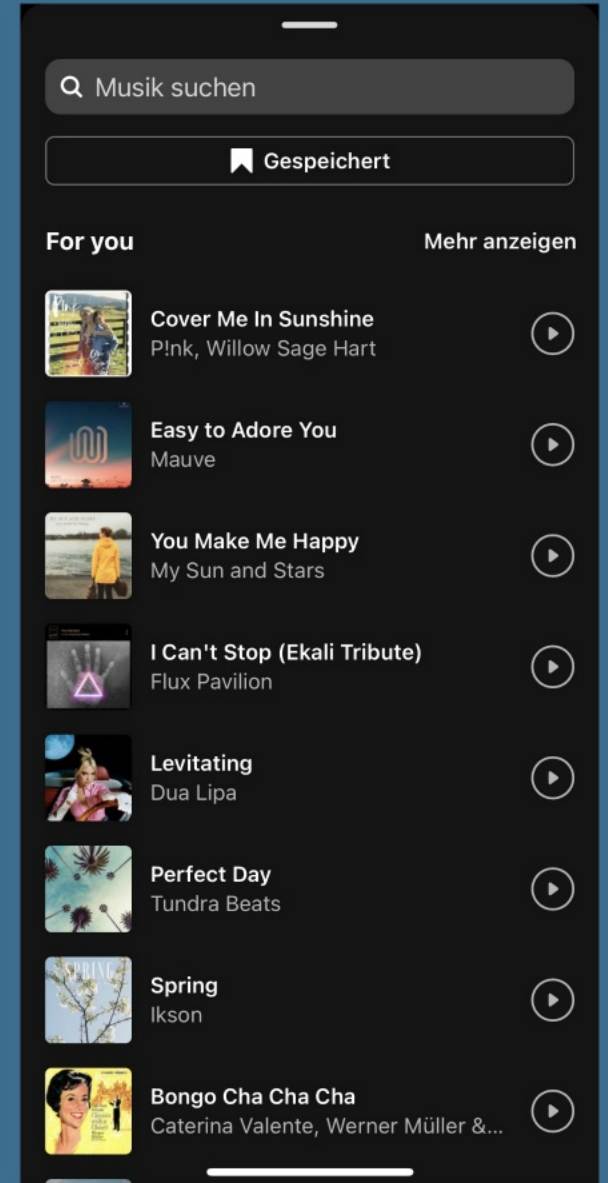 Musik suchen
Gespeichert
For you
Mehr anzeigen
P!nk
Cover Me In Sunshine
P!nk, Willow Sage Hart
Easy to Adore You
Mauve
You Make Me Happy
My Sun and Stars
I Can't Stop (Ekali Tribute)
Flux Pavilion
Levitating
Dua Lipa
Perfect Day
Tundra Beats
SPRING
Spring
Ikson
Bongo Cha Cha Cha
Caterina Valente, Werner Müller &...